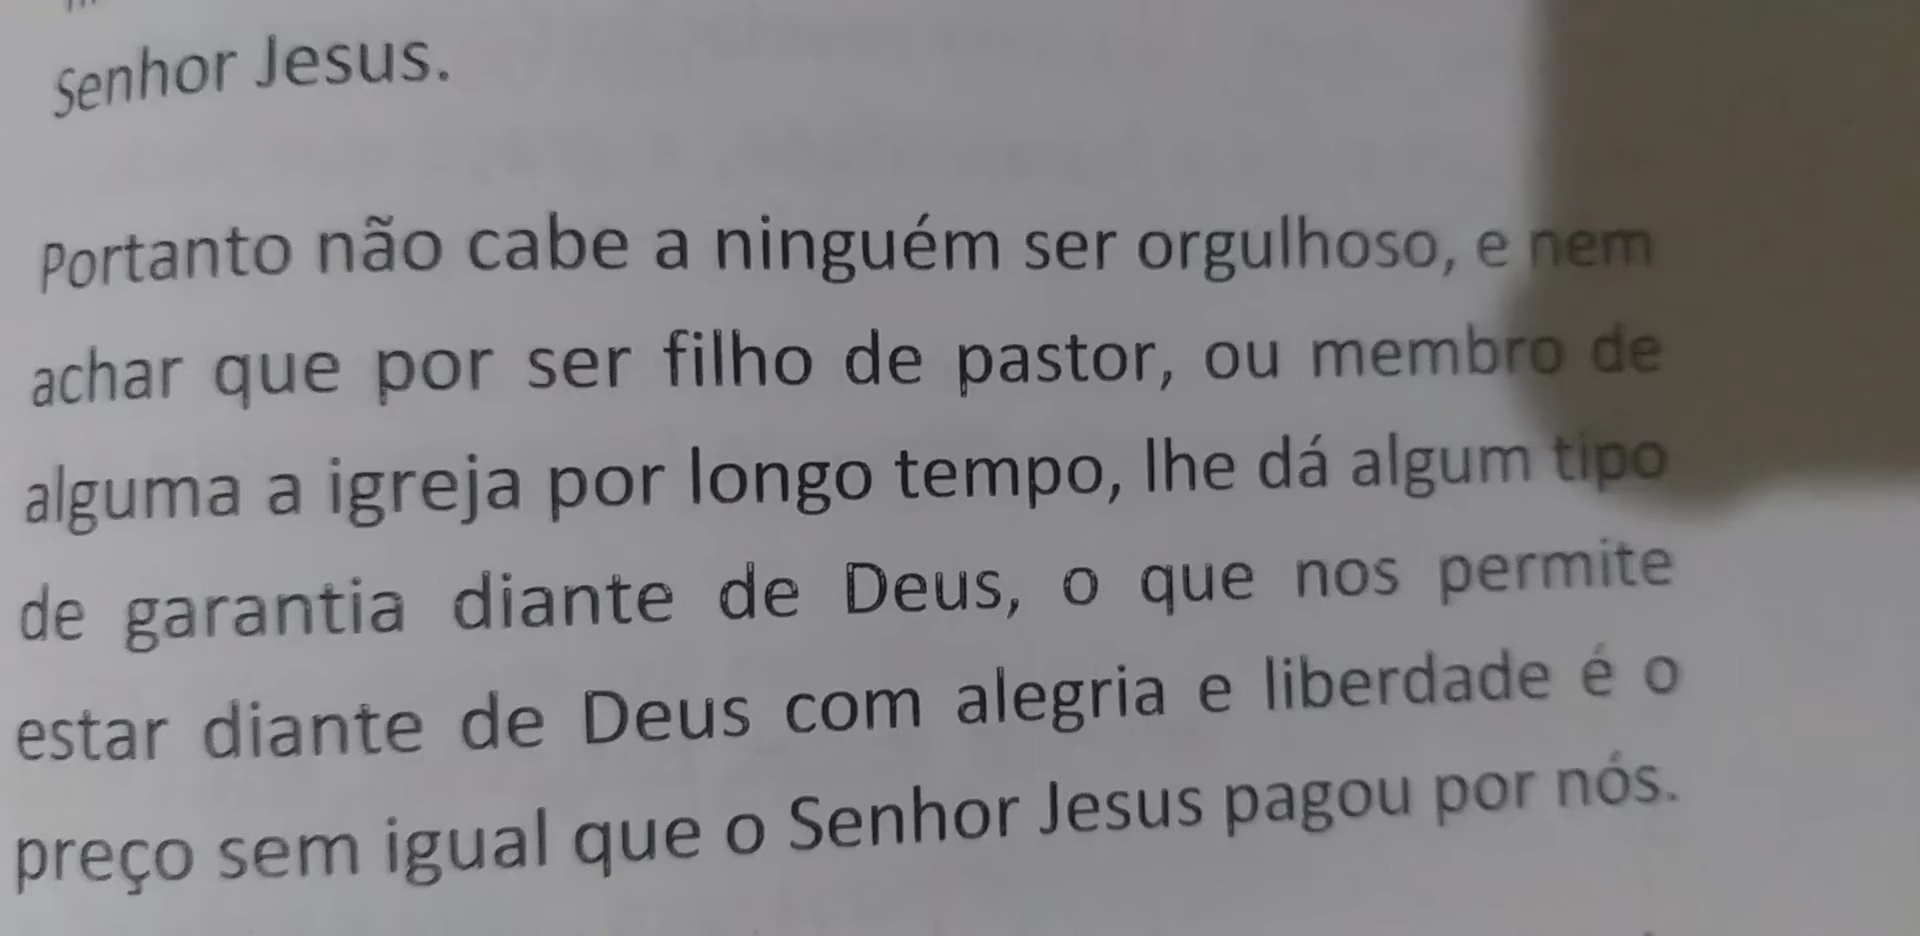 Senhor Jesus.
Portanto não cabe a ninguém ser orgulhoso, e nem
achar que por ser filho de pastor, ou membro de
alguma a igreja por longo tempo, lhe dá algum tipo
de garantia diante de Deus, o que nos permite
estar diante de Deus com alegria e liberdade é o
preço sem igual que o Senhor Jesus pagou por nós.